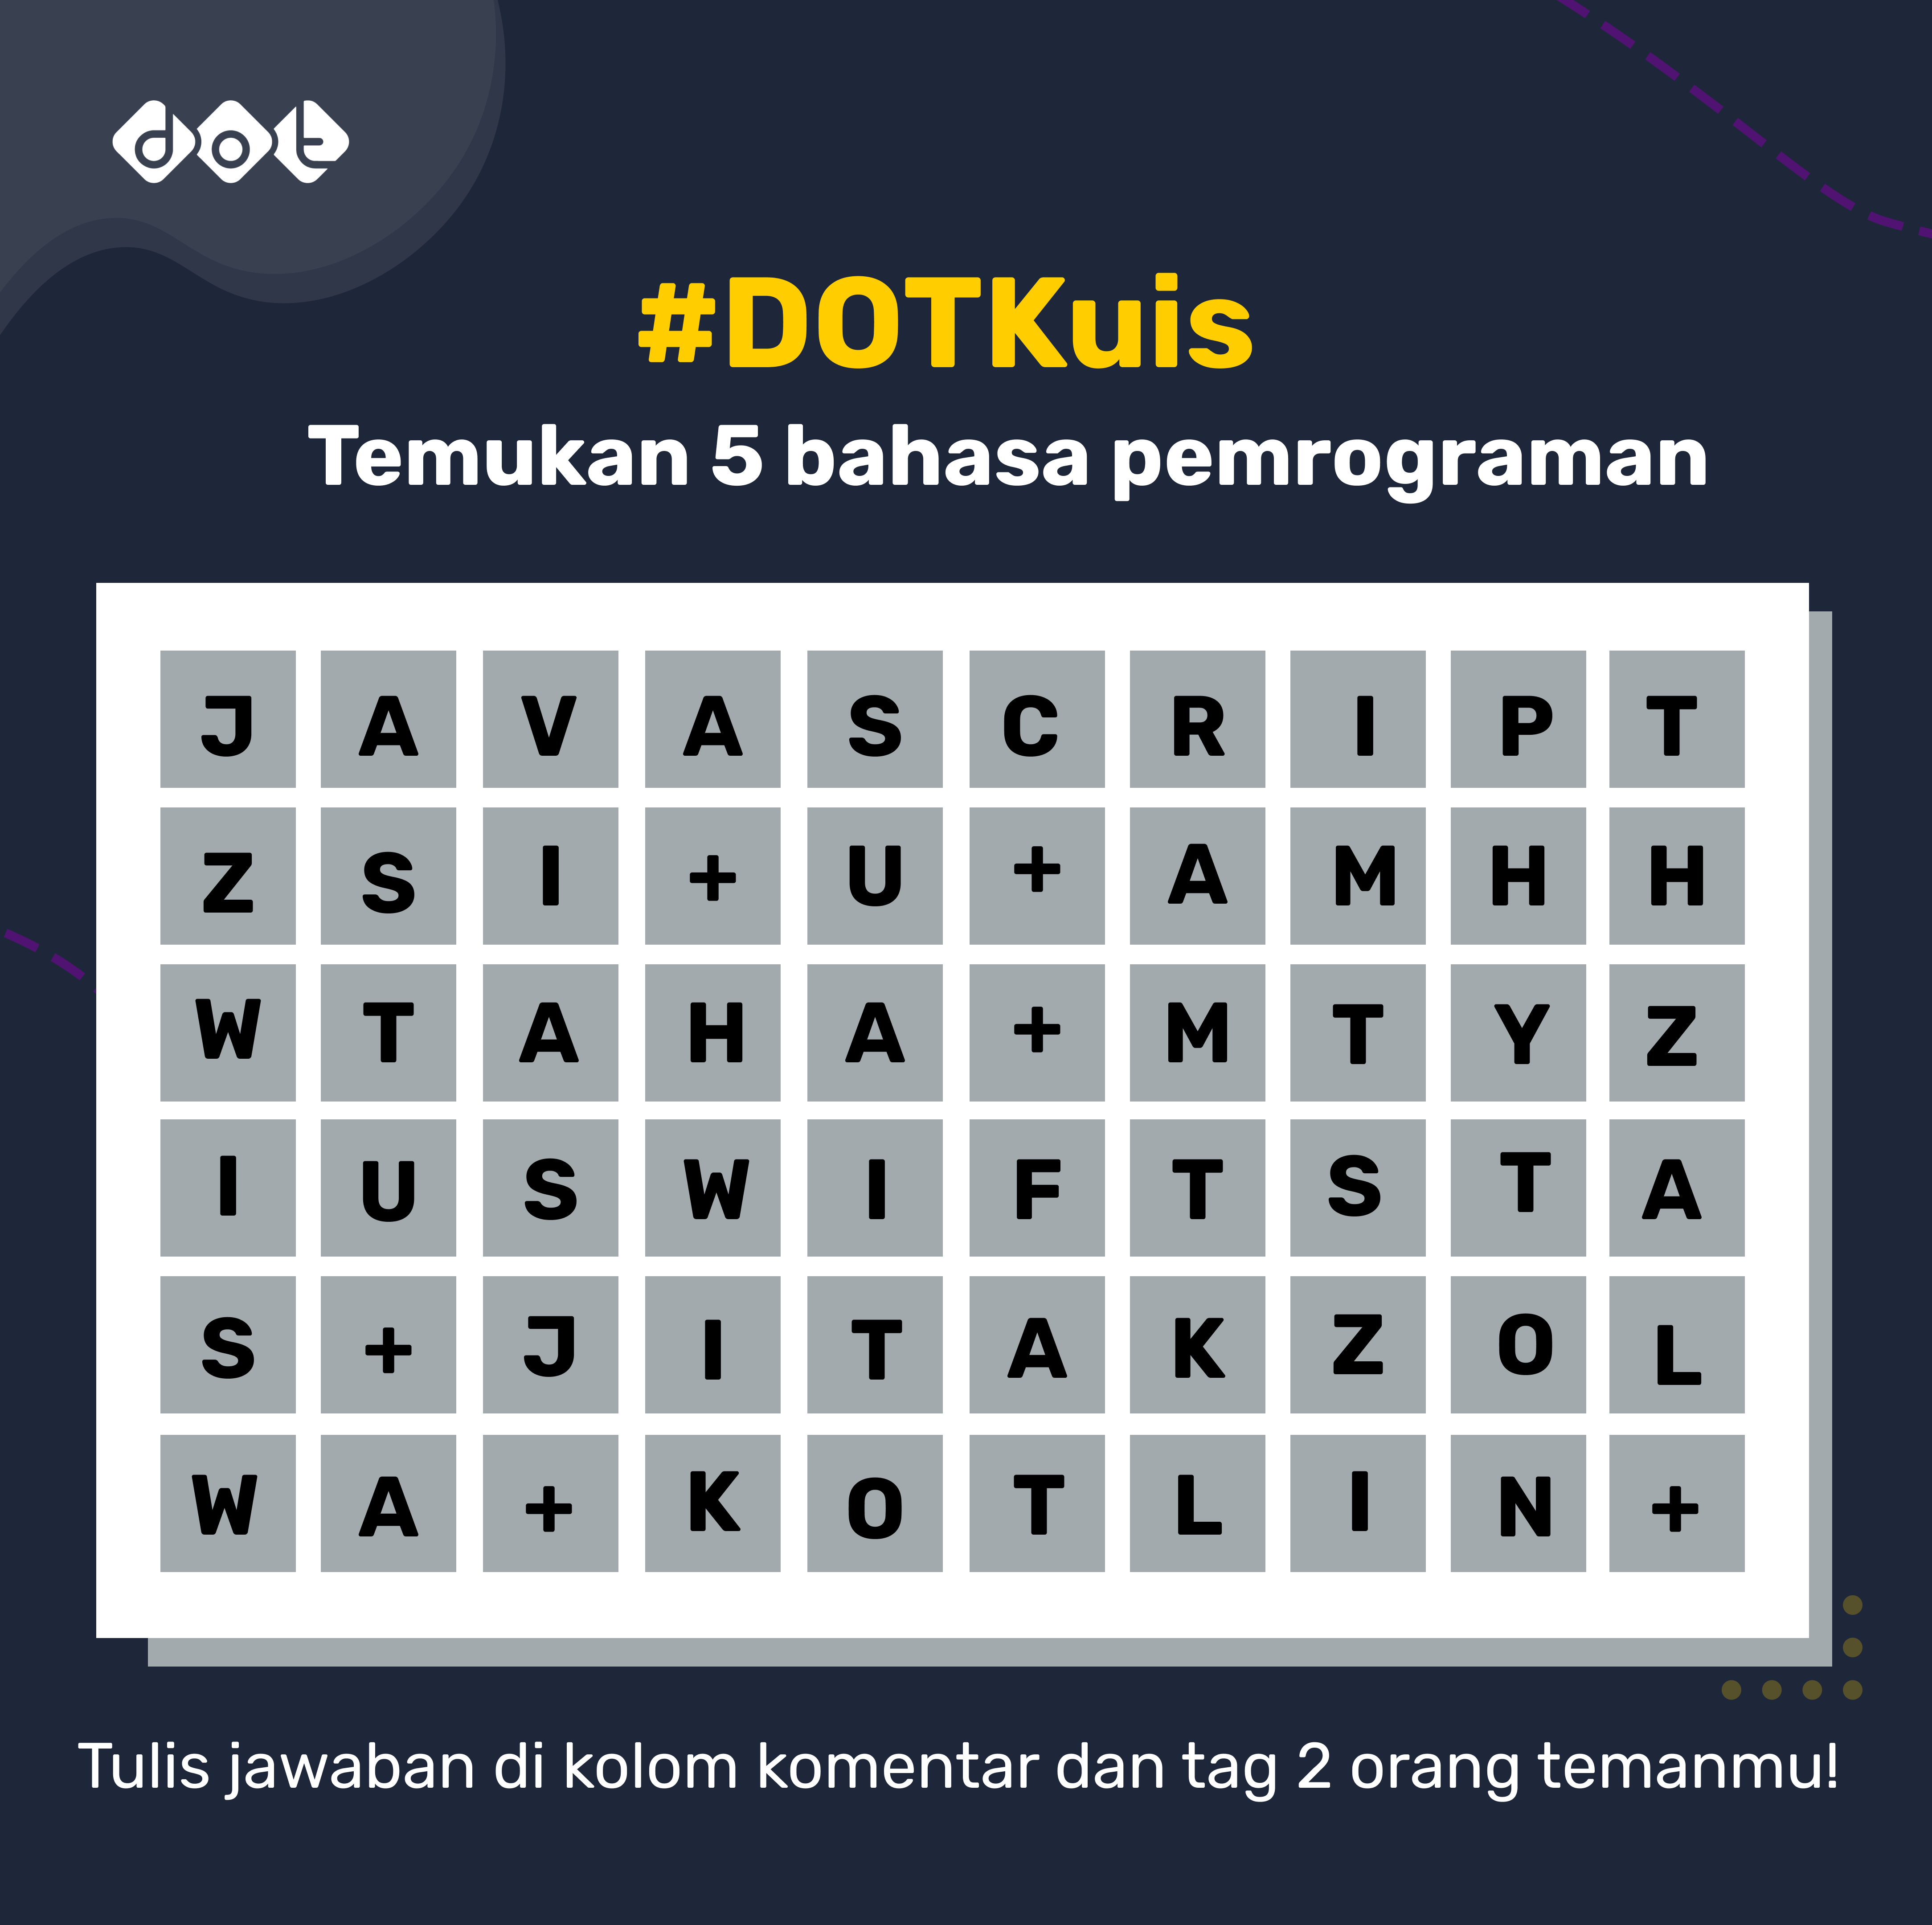 dot
#DOTKuis
Temukan 5 bahasa pemrograman
J A V A S C R I P T
Z S I + U + A M H H
W T A H A + M T Y Z
I U S W I F T S T A
S + J I T A K Z O L
W A + K O T L I N +
Tulis jawaban di kolom komentar dan tag 2 orang temanmu!